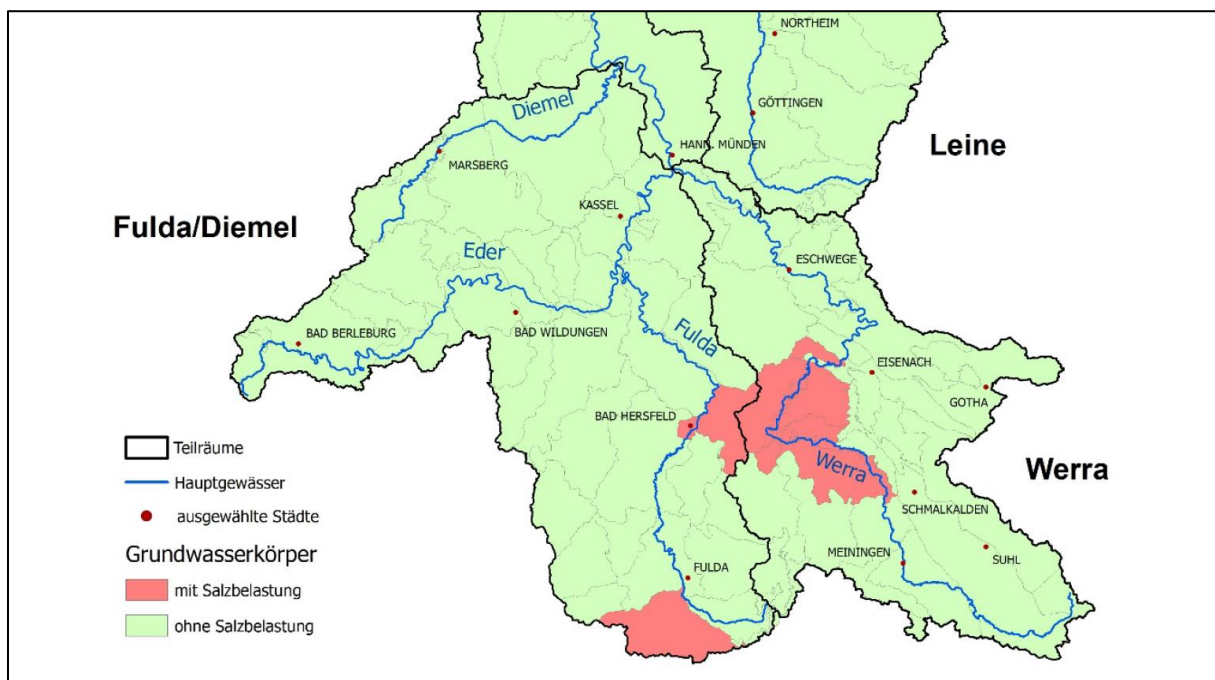 NORTHEIM
Diemel
GÖTTINGEN
Leine
HANN. MÜNDEN
MARSBERG
KASSEL
Fulda/Diemel
Eder
ESCHWEGE
BAD BERLEBURG
BAD WILDUNGEN
Fulda
EISENACH
GOTHA
BAD HERSFELD
Werra
Werra
SCHMALKALDEN
MEININGEN
SUHL
FULDA
Teilräume
Hauptgewässer
ausgewählte Städte
Grundwasserkörper
mit Salzbelastung
ohne Salzbelastung